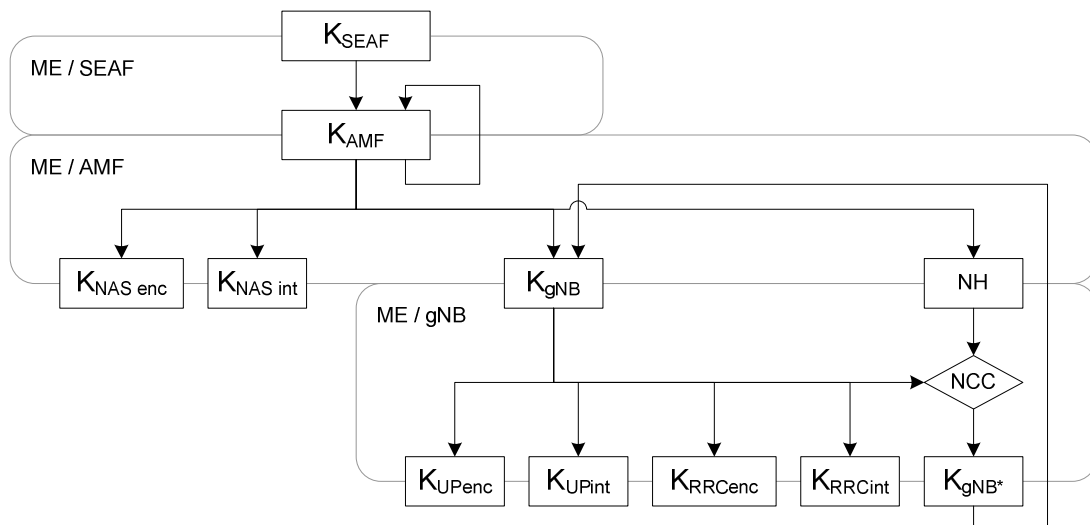 KSEAF
ME / SEAF
KAMF
ME / AMF
KNAS enc
KNAS int
KgNB
NH
ME / gNB
NCC
KUPenc
KUPint
KRRCenc
KRRCint
KgNB*